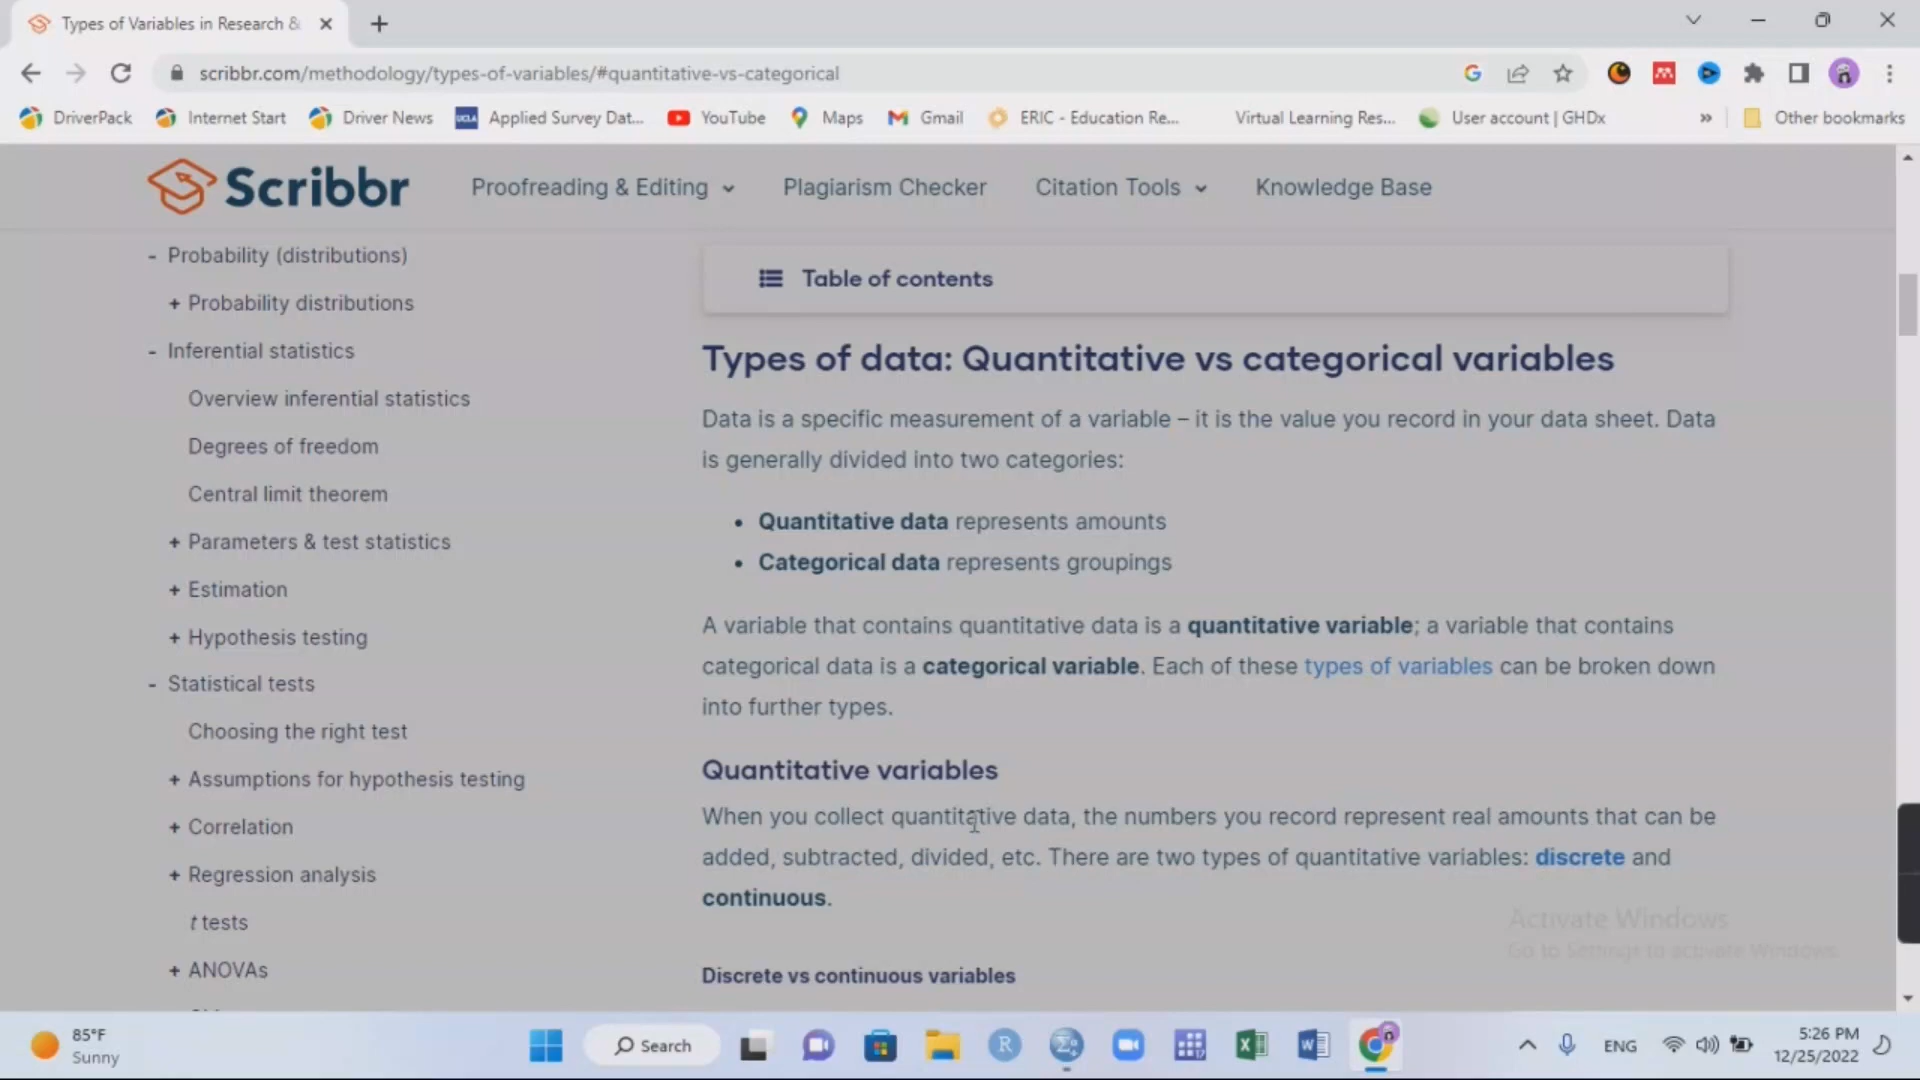 Types of Variables in Research &
scribbr.com/methodology/types-of-variables/#quantitative-vs-categorical
DriverPack Internet Start Driver News UCLA Applied Survey Dat... YouTube Maps Gmail ERIC - Education Re... Virtual Learning Res... User account | GHDx » Other bookmarks
Scribbr Proofreading & Editing Plagiarism Checker Citation Tools Knowledge Base
- Probability (distributions)
+ Probability distributions
- Inferential statistics
Overview inferential statistics
Degrees of freedom
Central limit theorem
+ Parameters & test statistics
+ Estimation
+ Hypothesis testing
- Statistical tests
Choosing the right test
+ Assumptions for hypothesis testing
+ Correlation
+ Regression analysis
t tests
+ ANOVAs
Table of contents
Types of data: Quantitative vs categorical variables
Data is a specific measurement of a variable – it is the value you record in your data sheet. Data
is generally divided into two categories:
• Quantitative data represents amounts
• Categorical data represents groupings
A variable that contains quantitative data is a quantitative variable; a variable that contains
categorical data is a categorical variable. Each of these types of variables can be broken down
into further types.
Quantitative variables
When you collect quantitative data, the numbers you record represent real amounts that can be
added, subtracted, divided, etc. There are two types of quantitative variables: discrete and
continuous.
Discrete vs continuous variables
Activate Windows
Go to Settings to activate Windows.
85°F
Sunny
Search
ENG
5:26 PM
12/25/2022